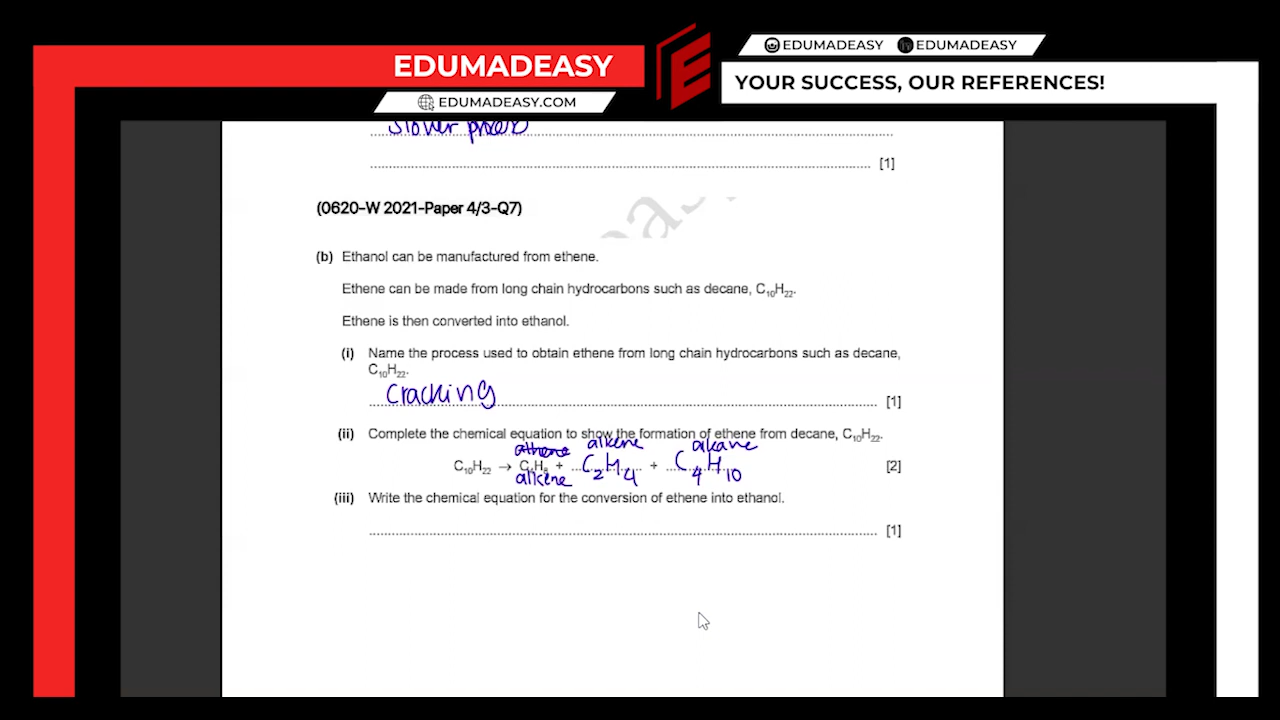 EDUMADEASY
EDUMADEASY.COM
EDUMADEASY EDUMADEASY
YOUR SUCCESS, OUR REFERENCES!
slower process
[1]
(0620-W 2021-Paper 4/3-Q7)
(b) Ethanol can be manufactured from ethene.
Ethene can be made from long chain hydrocarbons such as decane, C₁₀H₂₂.
Ethene is then converted into ethanol.
(i) Name the process used to obtain ethene from long chain hydrocarbons such as decane,
C₁₀H₂₂.
cracking
[1]
(ii) Complete the chemical equation to show the formation of ethene from decane, C₁₀H₂₂.
alkene alkane
C₁₀H₂₂ → C₄H₈ + C₂H₄ + C₄H₁₀ [2]
alkene
(iii) Write the chemical equation for the conversion of ethene into ethanol.
[1]